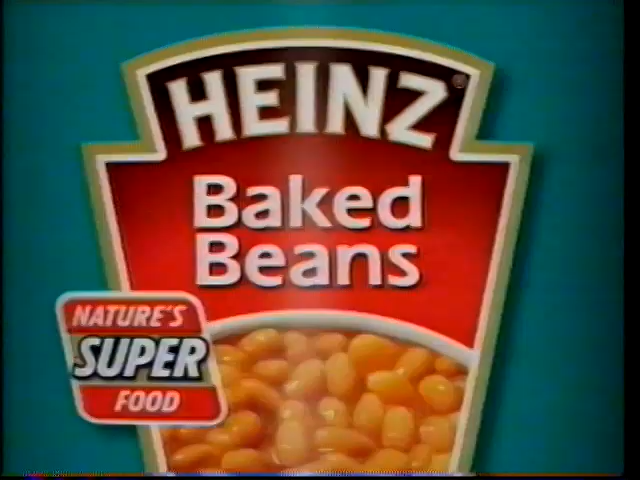 HEINZ®
Baked
Beans
NATURE'S
SUPER
FOOD